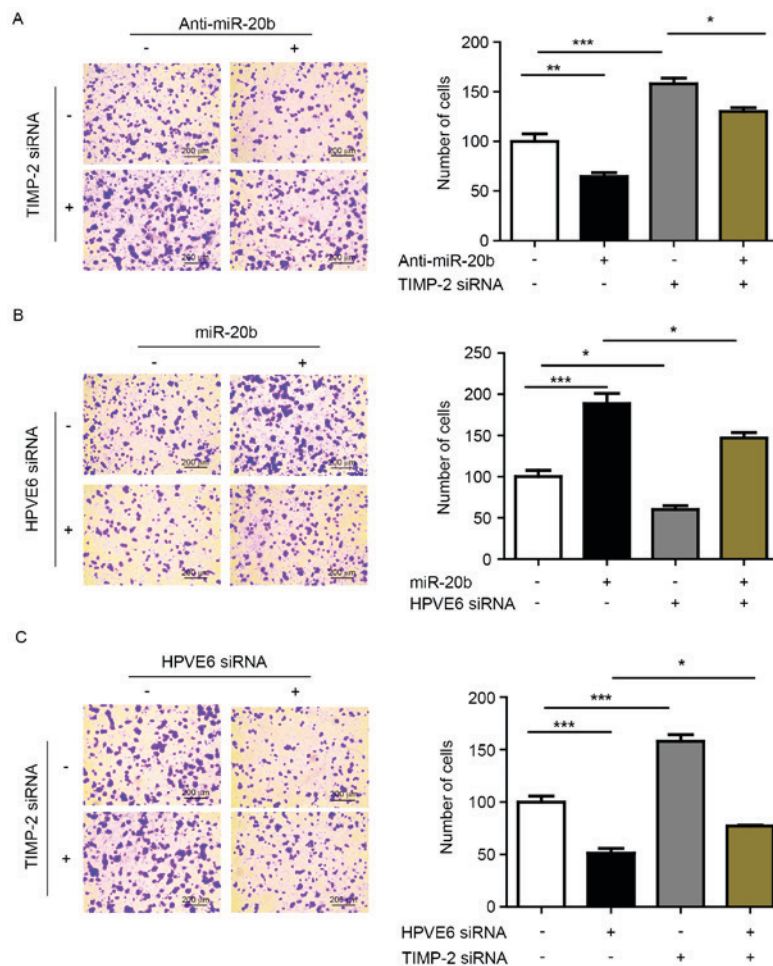 A
Anti-miR-20b
- +
TIMP-2 siRNA
-
+
200 µm
200 µm
200 µm
200 µm
Number of cells
200
150
100
50
0
***
*
**
Anti-miR-20b - + - +
TIMP-2 siRNA - - + +
B
miR-20b
- +
HPVE6 siRNA
-
+
200 µm
200 µm
200 µm
200 µm
Number of cells
250
200
150
100
50
0
*
*
***
miR-20b - + - +
HPVE6 siRNA - - + +
C
HPVE6 siRNA
- +
TIMP-2 siRNA
-
+
200 µm
200 µm
200 µm
200 µm
Number of cells
200
150
100
50
0
*
***
***
HPVE6 siRNA - + - +
TIMP-2 siRNA - - + +